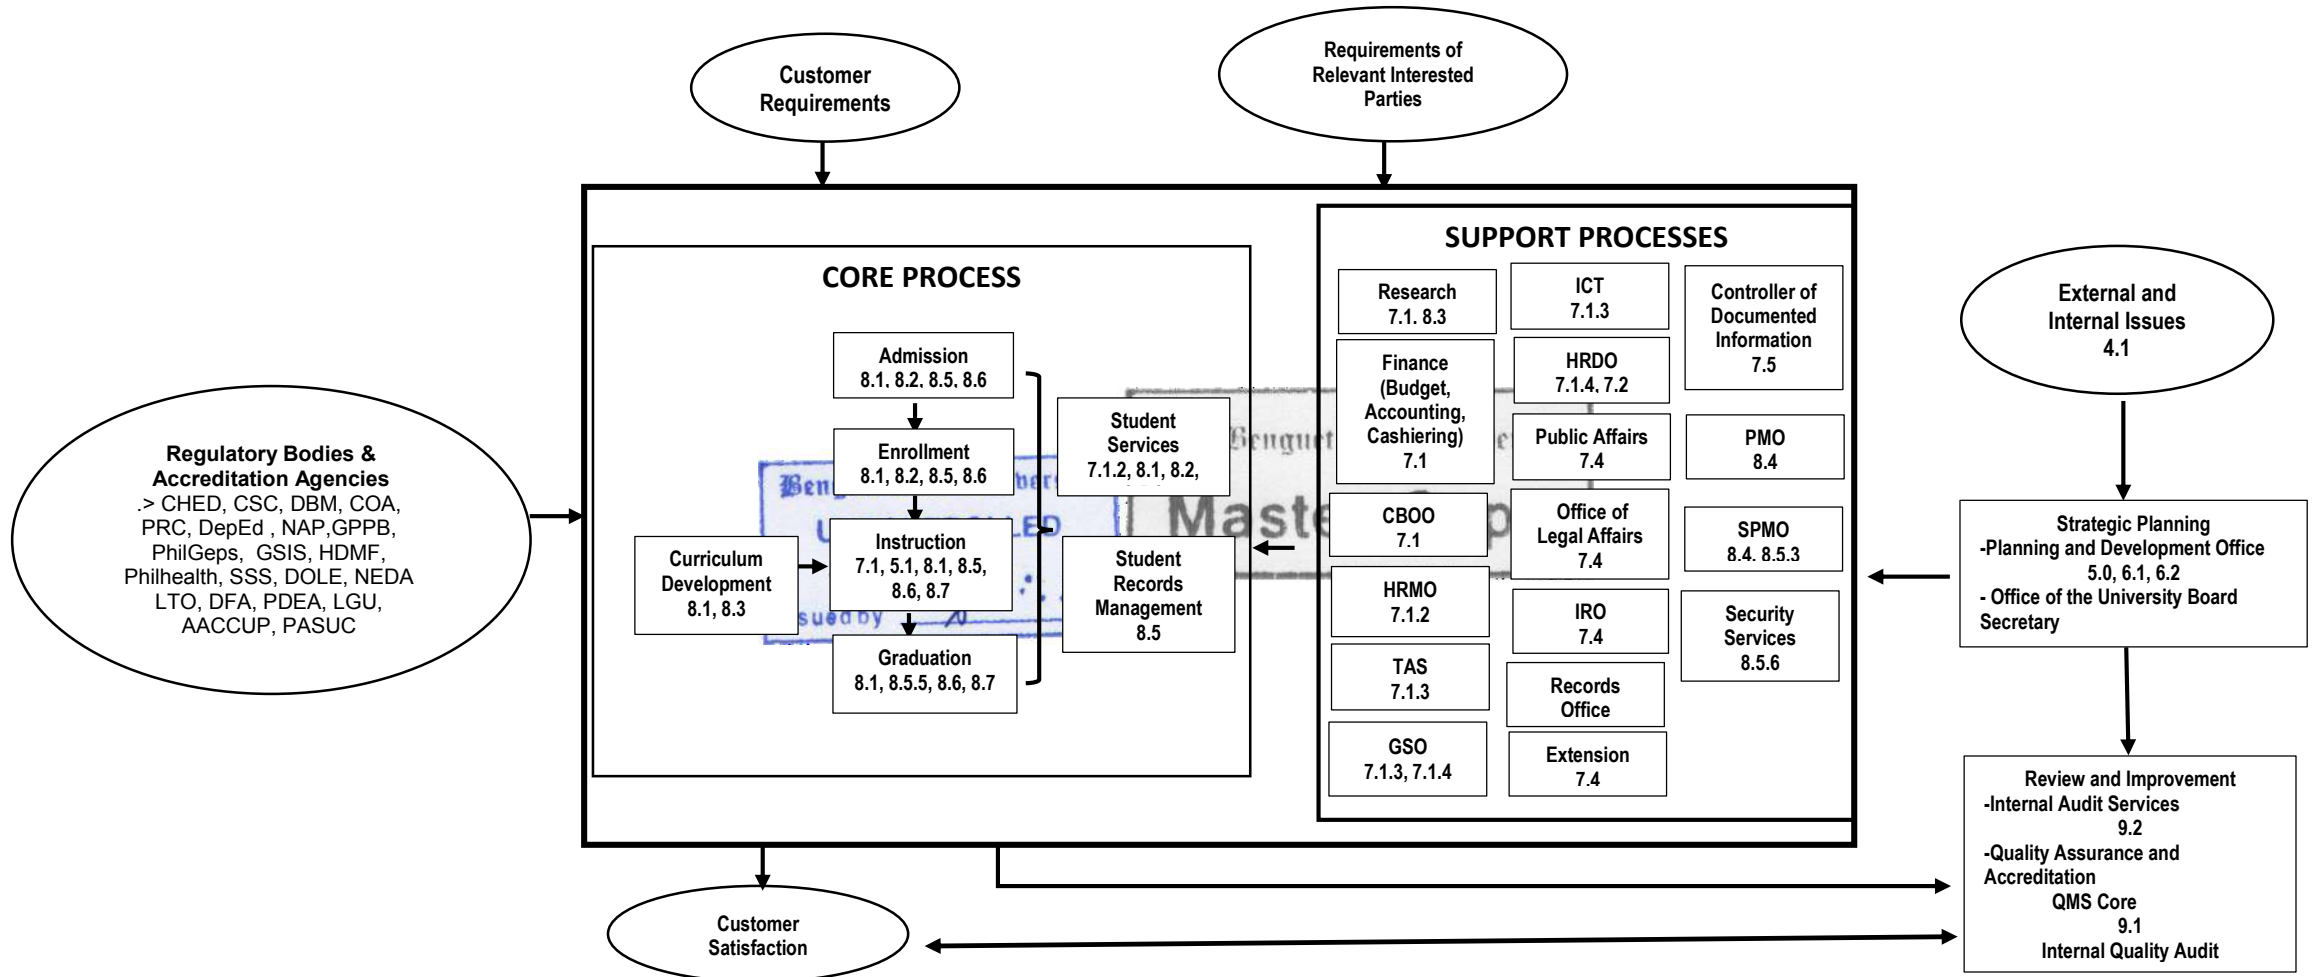 Customer
Requirements
Requirements of
Relevant Interested
Parties
Regulatory Bodies &
Accreditation Agencies
.> CHED, CSC, DBM, COA,
PRC, DepEd , NAP,GPPB,
PhilGeps, GSIS, HDMF,
Philhealth, SSS, DOLE, NEDA
LTO, DFA, PDEA, LGU,
AACCUP, PASUC
CORE PROCESS
Admission
8.1, 8.2, 8.5, 8.6
Enrollment
8.1, 8.2, 8.5, 8.6
Curriculum
Development
8.1, 8.3
Instruction
7.1, 5.1, 8.1, 8.5,
8.6, 8.7
Graduation
8.1, 8.5.5, 8.6, 8.7
Student
Services
7.1.2, 8.1, 8.2,
Student
Records
Management
8.5
SUPPORT PROCESSES
Research
7.1. 8.3
Finance
(Budget,
Accounting,
Cashiering)
7.1
CBOO
7.1
HRMO
7.1.2
TAS
7.1.3
GSO
7.1.3, 7.1.4
ICT
7.1.3
HRDO
7.1.4, 7.2
Public Affairs
7.4
Office of
Legal Affairs
7.4
IRO
7.4
Records
Office
Extension
7.4
Controller of
Documented
Information
7.5
PMO
8.4
SPMO
8.4. 8.5.3
Security
Services
8.5.6
External and
Internal Issues
4.1
Strategic Planning
-Planning and Development Office
5.0, 6.1, 6.2
- Office of the University Board
Secretary
Review and Improvement
-Internal Audit Services
9.2
-Quality Assurance and
Accreditation
QMS Core
9.1
Internal Quality Audit
Customer
Satisfaction
Benguet